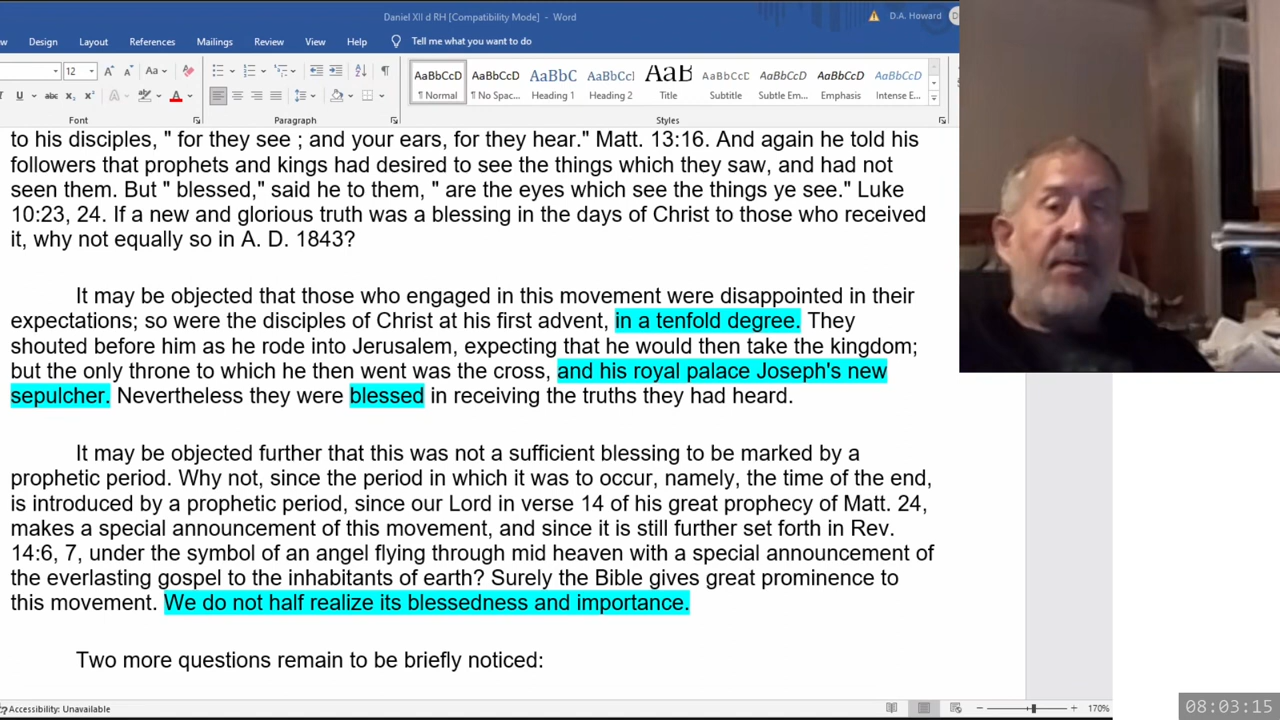 Daniel XII d RH [Compatibility Mode] - Word
D.A. Howard
Design Layout References Mailings Review View Help Tell me what you want to do
12 Aa
AaBbCcD AaBbCcD AaBbC AaBbCcI AaB AaBbCcD AaBbCcD AaBbCcD AaBbCcD
¶ Normal ¶ No Spac... Heading 1 Heading 2 Title Subtitle Subtle Em... Emphasis Intense E...
Font Paragraph Styles
to his disciples, " for they see ; and your ears, for they hear." Matt. 13:16. And again he told his
followers that prophets and kings had desired to see the things which they saw, and had not
seen them. But " blessed," said he to them, " are the eyes which see the things ye see." Luke
10:23, 24. If a new and glorious truth was a blessing in the days of Christ to those who received
it, why not equally so in A. D. 1843?
It may be objected that those who engaged in this movement were disappointed in their
expectations; so were the disciples of Christ at his first advent, in a tenfold degree. They
shouted before him as he rode into Jerusalem, expecting that he would then take the kingdom;
but the only throne to which he then went was the cross, and his royal palace Joseph's new
sepulcher. Nevertheless they were blessed in receiving the truths they had heard.
It may be objected further that this was not a sufficient blessing to be marked by a
prophetic period. Why not, since the period in which it was to occur, namely, the time of the end,
is introduced by a prophetic period, since our Lord in verse 14 of his great prophecy of Matt. 24,
makes a special announcement of this movement, and since it is still further set forth in Rev.
14:6, 7, under the symbol of an angel flying through mid heaven with a special announcement of
the everlasting gospel to the inhabitants of earth? Surely the Bible gives great prominence to
this movement. We do not half realize its blessedness and importance.
Two more questions remain to be briefly noticed:
Accessibility: Unavailable
170%
08:03:15